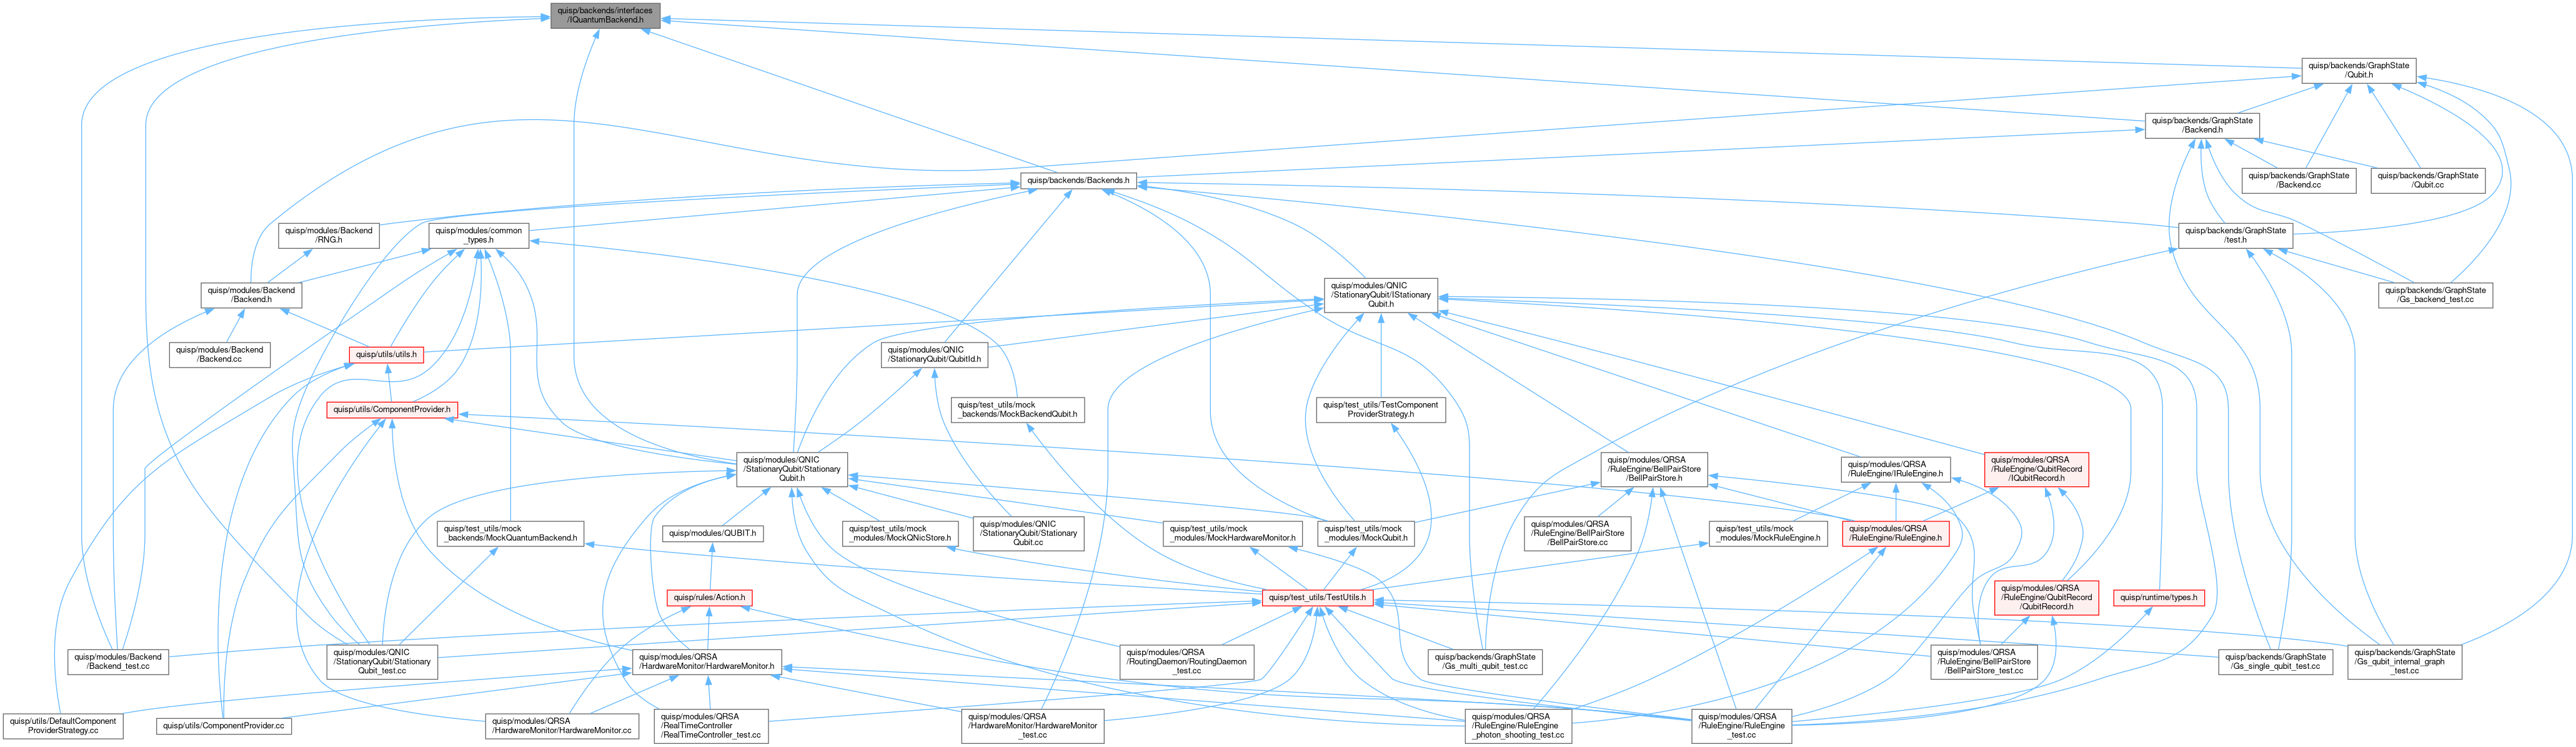 quisp/backends/interfaces
/IQuantumBackend.h
quisp/backends/GraphState
/Qubit.h
quisp/backends/GraphState
/Backend.h
quisp/backends/Backends.h
quisp/backends/GraphState
/Backend.cc
quisp/backends/GraphState
/Qubit.cc
quisp/modules/Backend
/RNG.h
quisp/modules/common
_types.h
quisp/backends/GraphState
/test.h
quisp/modules/Backend
/Backend.h
quisp/modules/QNIC
/StationaryQubit/IStationary
Qubit.h
quisp/backends/GraphState
/Gs_backend_test.cc
quisp/modules/Backend
/Backend.cc
quisp/utils/utils.h
quisp/modules/QNIC
/StationaryQubit/QubitId.h
quisp/utils/ComponentProvider.h
quisp/test_utils/mock
_backends/MockBackendQubit.h
quisp/test_utils/TestComponent
ProviderStrategy.h
quisp/modules/QNIC
/StationaryQubit/Stationary
Qubit.h
quisp/modules/QRSA
/RuleEngine/BellPairStore
/BellPairStore.h
quisp/modules/QRSA
/RuleEngine/IRuleEngine.h
quisp/modules/QRSA
/RuleEngine/QubitRecord
/IQubitRecord.h
quisp/test_utils/mock
_backends/MockQuantumBackend.h
quisp/modules/QUBIT.h
quisp/test_utils/mock
_modules/MockQNicStore.h
quisp/modules/QNIC
/StationaryQubit/Stationary
Qubit.cc
quisp/test_utils/mock
_modules/MockHardwareMonitor.h
quisp/test_utils/mock
_modules/MockQubit.h
quisp/modules/QRSA
/RuleEngine/BellPairStore
/BellPairStore.cc
quisp/test_utils/mock
_modules/MockRuleEngine.h
quisp/modules/QRSA
/RuleEngine/RuleEngine.h
quisp/rules/Action.h
quisp/test_utils/TestUtils.h
quisp/modules/QRSA
/RuleEngine/QubitRecord
/QubitRecord.h
quisp/runtime/types.h
quisp/modules/Backend
/Backend_test.cc
quisp/modules/QNIC
/StationaryQubit/Stationary
Qubit_test.cc
quisp/modules/QRSA
/HardwareMonitor/HardwareMonitor.h
quisp/modules/QRSA
/RoutingDaemon/RoutingDaemon
_test.cc
quisp/backends/GraphState
/Gs_multi_qubit_test.cc
quisp/modules/QRSA
/RuleEngine/BellPairStore
/BellPairStore_test.cc
quisp/backends/GraphState
/Gs_single_qubit_test.cc
quisp/backends/GraphState
/Gs_qubit_internal_graph
_test.cc
quisp/utils/DefaultComponent
ProviderStrategy.cc
quisp/utils/ComponentProvider.cc
quisp/modules/QRSA
/HardwareMonitor/HardwareMonitor.cc
quisp/modules/QRSA
/RealTimeController
/RealTimeController_test.cc
quisp/modules/QRSA
/HardwareMonitor/HardwareMonitor
_test.cc
quisp/modules/QRSA
/RuleEngine/RuleEngine
_photon_shooting_test.cc
quisp/modules/QRSA
/RuleEngine/RuleEngine
_test.cc